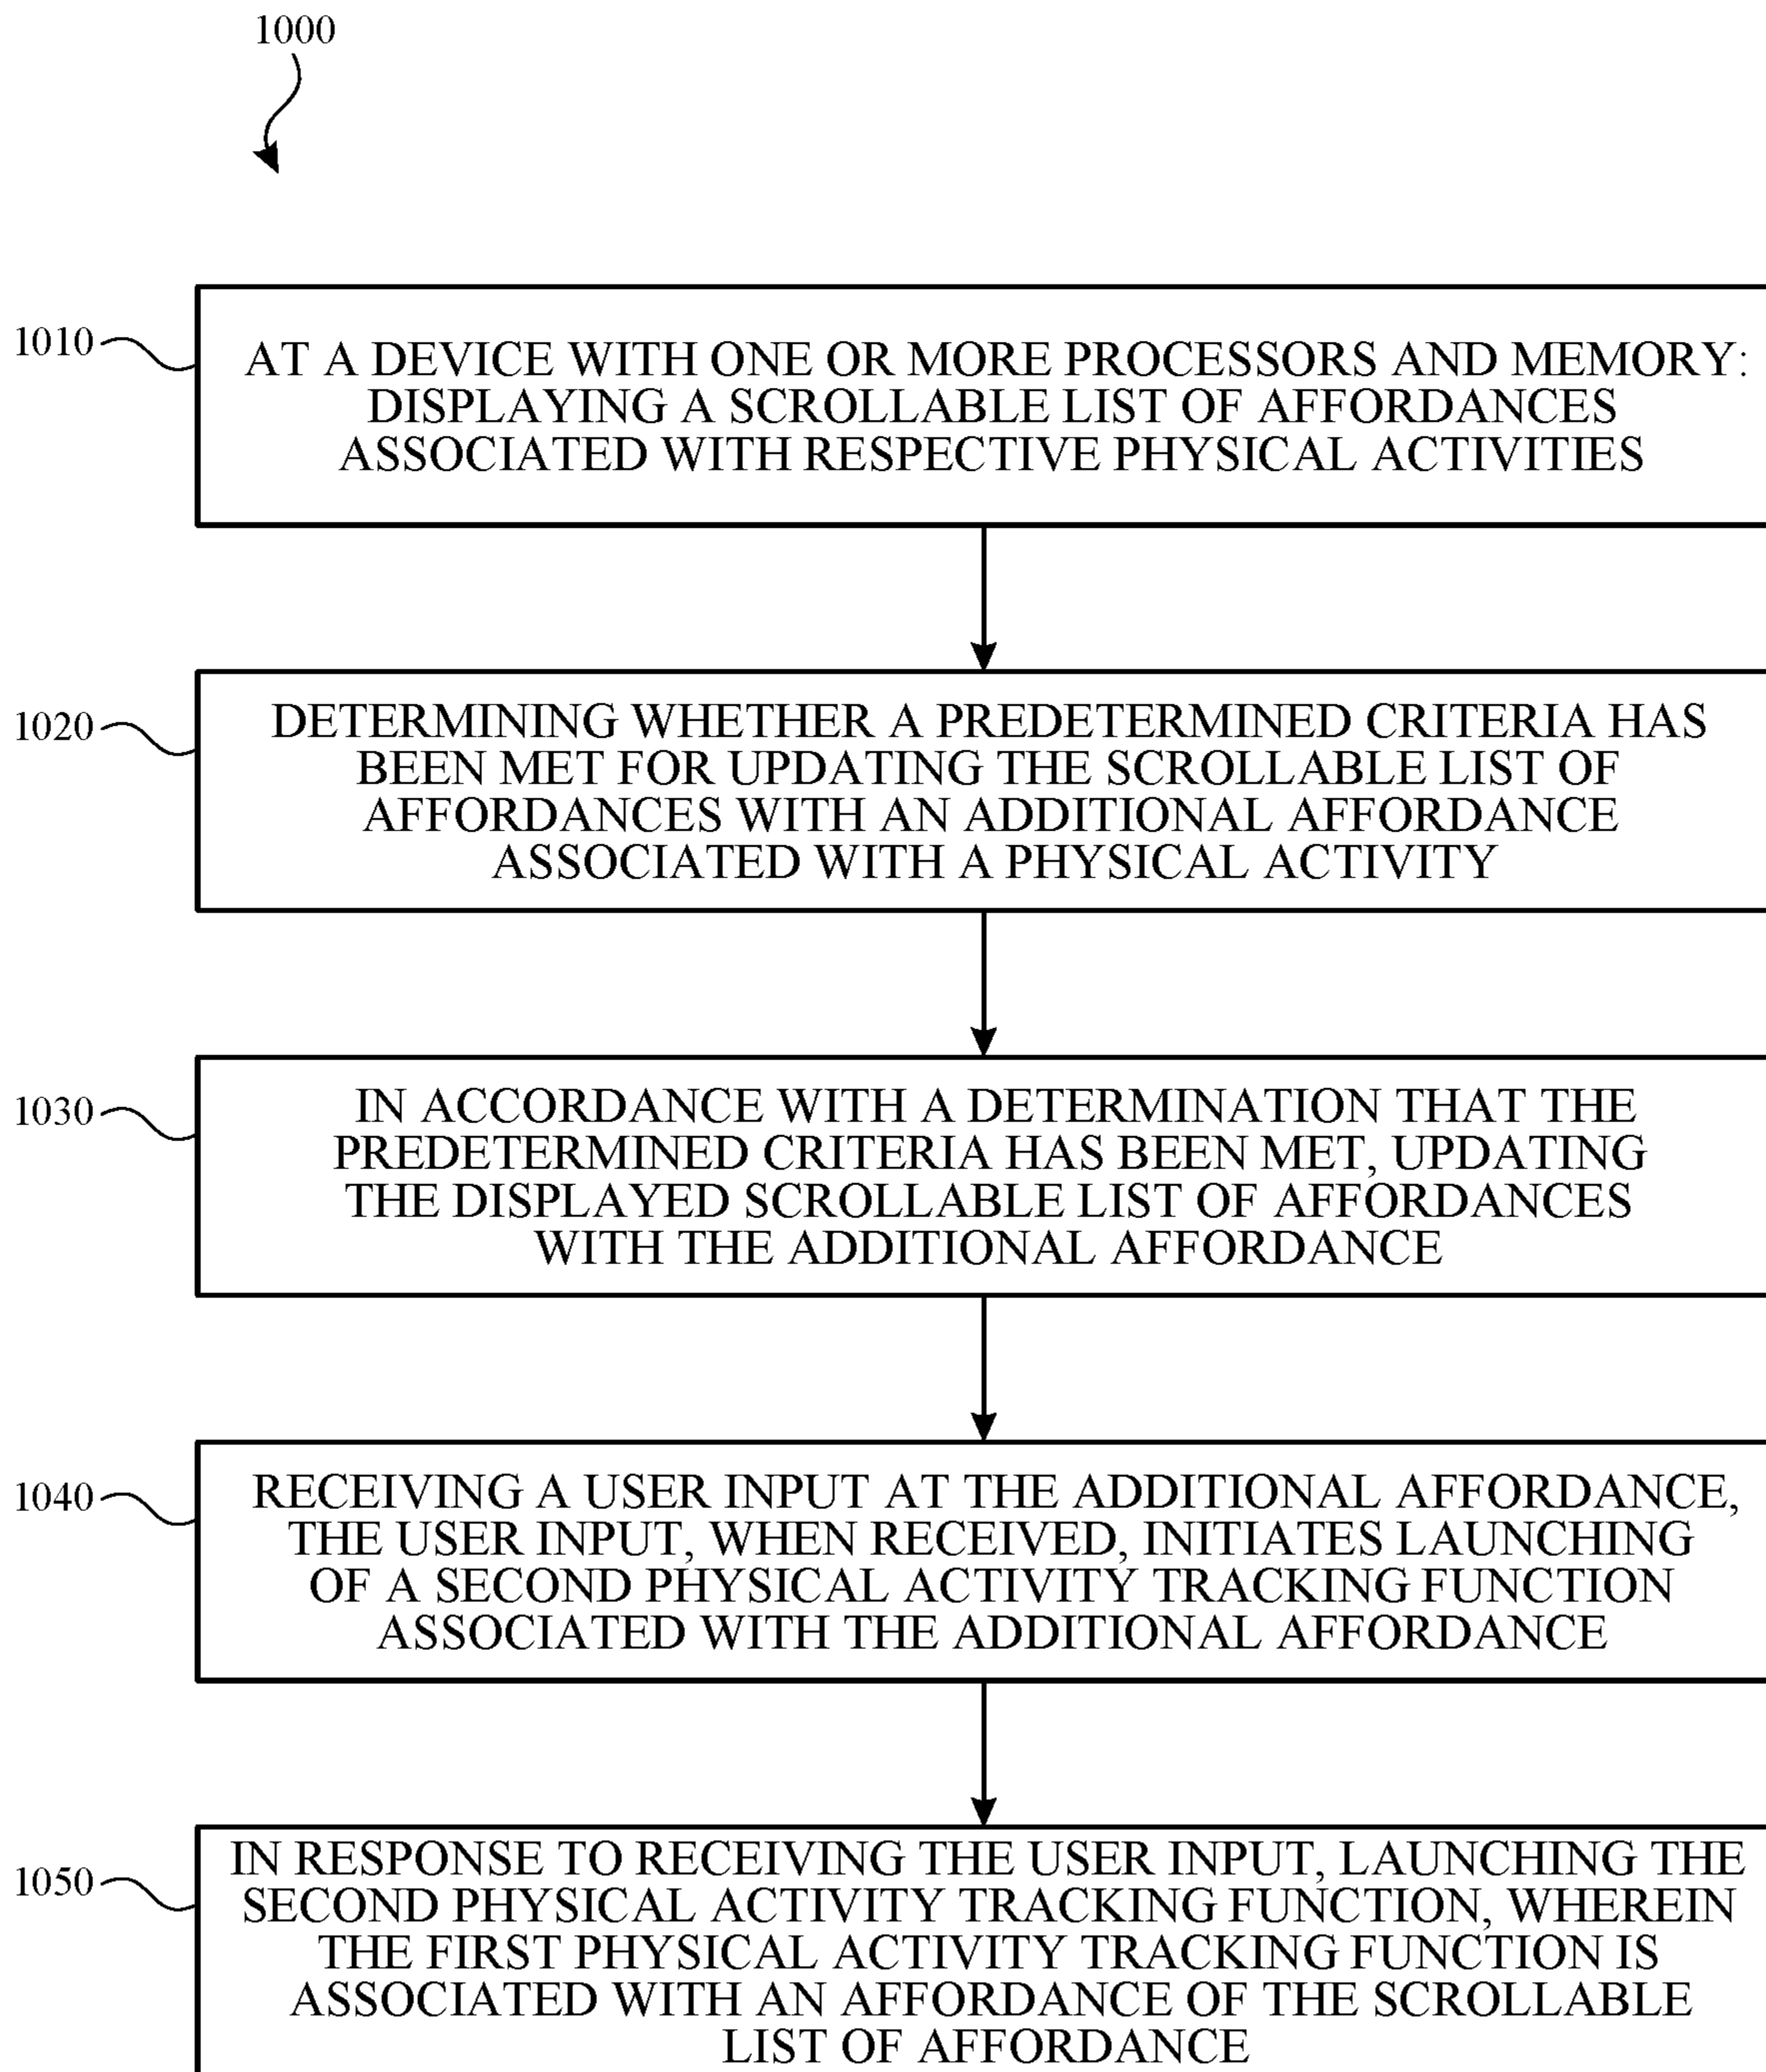 1000
1010
AT A DEVICE WITH ONE OR MORE PROCESSORS AND MEMORY:
DISPLAYING A SCROLLABLE LIST OF AFFORDANCES
ASSOCIATED WITH RESPECTIVE PHYSICAL ACTIVITIES
1020
DETERMINING WHETHER A PREDETERMINED CRITERIA HAS
BEEN MET FOR UPDATING THE SCROLLABLE LIST OF
AFFORDANCES WITH AN ADDITIONAL AFFORDANCE
ASSOCIATED WITH A PHYSICAL ACTIVITY
1030
IN ACCORDANCE WITH A DETERMINATION THAT THE
PREDETERMINED CRITERIA HAS BEEN MET, UPDATING
THE DISPLAYED SCROLLABLE LIST OF AFFORDANCES
WITH THE ADDITIONAL AFFORDANCE
1040
RECEIVING A USER INPUT AT THE ADDITIONAL AFFORDANCE,
THE USER INPUT, WHEN RECEIVED, INITIATES LAUNCHING
OF A SECOND PHYSICAL ACTIVITY TRACKING FUNCTION
ASSOCIATED WITH THE ADDITIONAL AFFORDANCE
1050
IN RESPONSE TO RECEIVING THE USER INPUT, LAUNCHING THE
SECOND PHYSICAL ACTIVITY TRACKING FUNCTION, WHEREIN
THE FIRST PHYSICAL ACTIVITY TRACKING FUNCTION IS
ASSOCIATED WITH AN AFFORDANCE OF THE SCROLLABLE
LIST OF AFFORDANCE